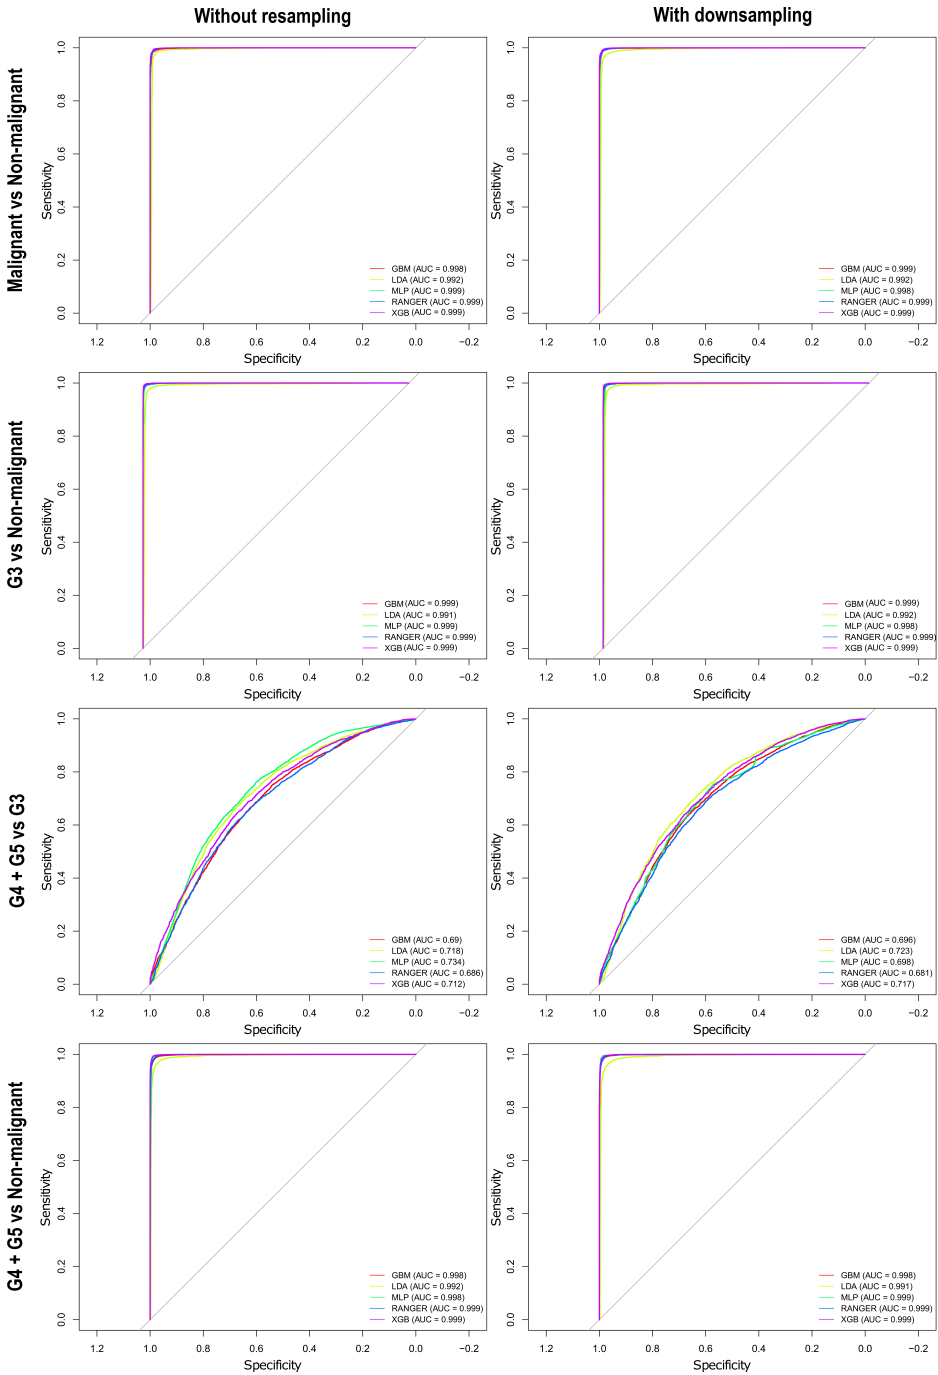 Without resampling
With downsampling
Malignant vs Non-malignant
Sensitivity
0.0 0.2 0.4 0.6 0.8 1.0
GBM (AUC = 0.998)
LDA (AUC = 0.992)
MLP (AUC = 0.999)
RANGER (AUC = 0.999)
XGB (AUC = 0.999)
1.2 1.0 0.8 0.6 0.4 0.2 0.0 −0.2
Specificity
Sensitivity
0.0 0.2 0.4 0.6 0.8 1.0
GBM (AUC = 0.999)
LDA (AUC = 0.992)
MLP (AUC = 0.998)
RANGER (AUC = 0.999)
XGB (AUC = 0.999)
1.2 1.0 0.8 0.6 0.4 0.2 0.0 −0.2
Specificity
G3 vs Non-malignant
Sensitivity
0.0 0.2 0.4 0.6 0.8 1.0
GBM (AUC = 0.999)
LDA (AUC = 0.991)
MLP (AUC = 0.999)
RANGER (AUC = 0.999)
XGB (AUC = 0.999)
1.2 1.0 0.8 0.6 0.4 0.2 0.0 −0.2
Specificity
Sensitivity
0.0 0.2 0.4 0.6 0.8 1.0
GBM (AUC = 0.999)
LDA (AUC = 0.992)
MLP (AUC = 0.998)
RANGER (AUC = 0.999)
XGB (AUC = 0.999)
1.2 1.0 0.8 0.6 0.4 0.2 0.0 −0.2
Specificity
G4 + G5 vs G3
Sensitivity
0.0 0.2 0.4 0.6 0.8 1.0
GBM (AUC = 0.69)
LDA (AUC = 0.718)
MLP (AUC = 0.734)
RANGER (AUC = 0.686)
XGB (AUC = 0.712)
1.2 1.0 0.8 0.6 0.4 0.2 0.0 −0.2
Specificity
Sensitivity
0.0 0.2 0.4 0.6 0.8 1.0
GBM (AUC = 0.696)
LDA (AUC = 0.723)
MLP (AUC = 0.698)
RANGER (AUC = 0.681)
XGB (AUC = 0.717)
1.2 1.0 0.8 0.6 0.4 0.2 0.0 −0.2
Specificity
G4 + G5 vs Non-malignant
Sensitivity
0.0 0.2 0.4 0.6 0.8 1.0
GBM (AUC = 0.998)
LDA (AUC = 0.992)
MLP (AUC = 0.998)
RANGER (AUC = 0.999)
XGB (AUC = 0.999)
1.2 1.0 0.8 0.6 0.4 0.2 0.0 −0.2
Specificity
Sensitivity
0.0 0.2 0.4 0.6 0.8 1.0
GBM (AUC = 0.998)
LDA (AUC = 0.991)
MLP (AUC = 0.999)
RANGER (AUC = 0.999)
XGB (AUC = 0.999)
1.2 1.0 0.8 0.6 0.4 0.2 0.0 −0.2
Specificity